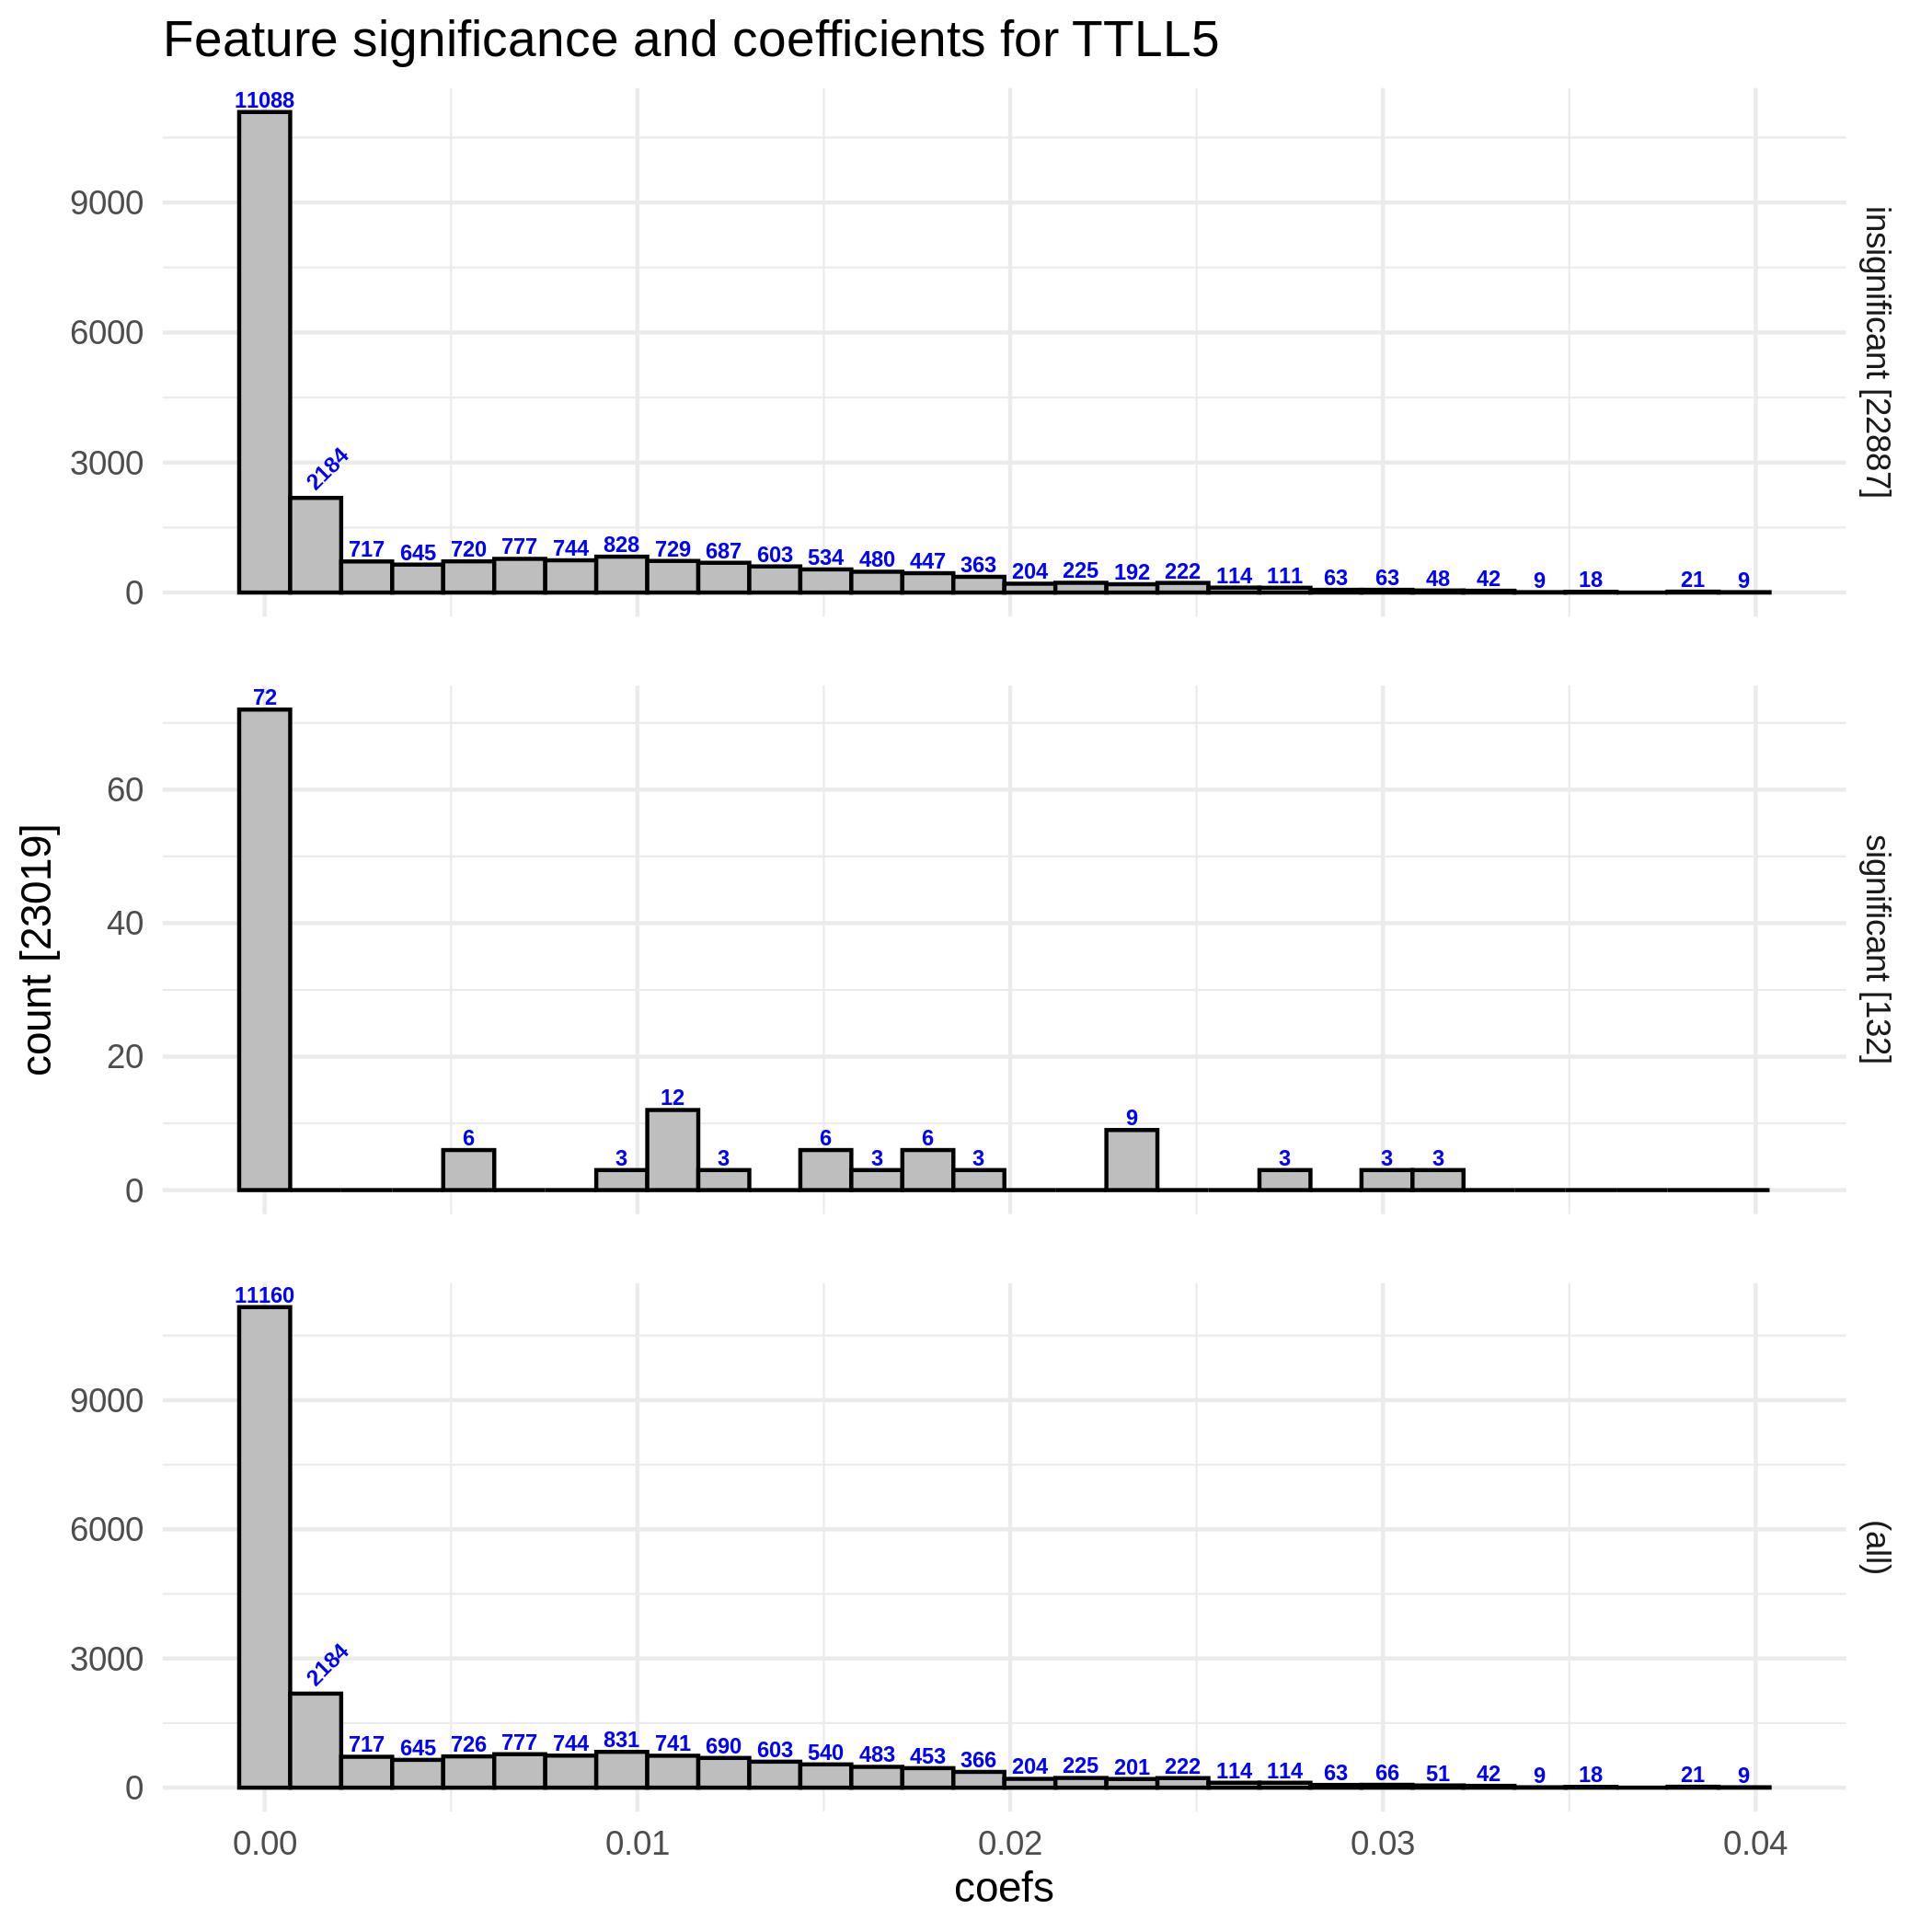 Feature significance and coefficients for TTLL5
11088
9000
6000
3000
0
2184
717 645 720 777 744 828 729 687 603 534 480 447 363 204 225 192 222 114 111 63 63 48 42 9 18 21 9
insignificant [22887]
count [23019]
72
60
40
20
0
6 3 12 3 6 3 6 3 9 3 3 3
significant [132]
11160
9000
6000
3000
0
2184
717 645 726 777 744 831 741 690 603 540 483 453 366 204 225 201 222 114 114 63 66 51 42 9 18 21 9
(all)
0.00 0.01 0.02 0.03 0.04
coefs